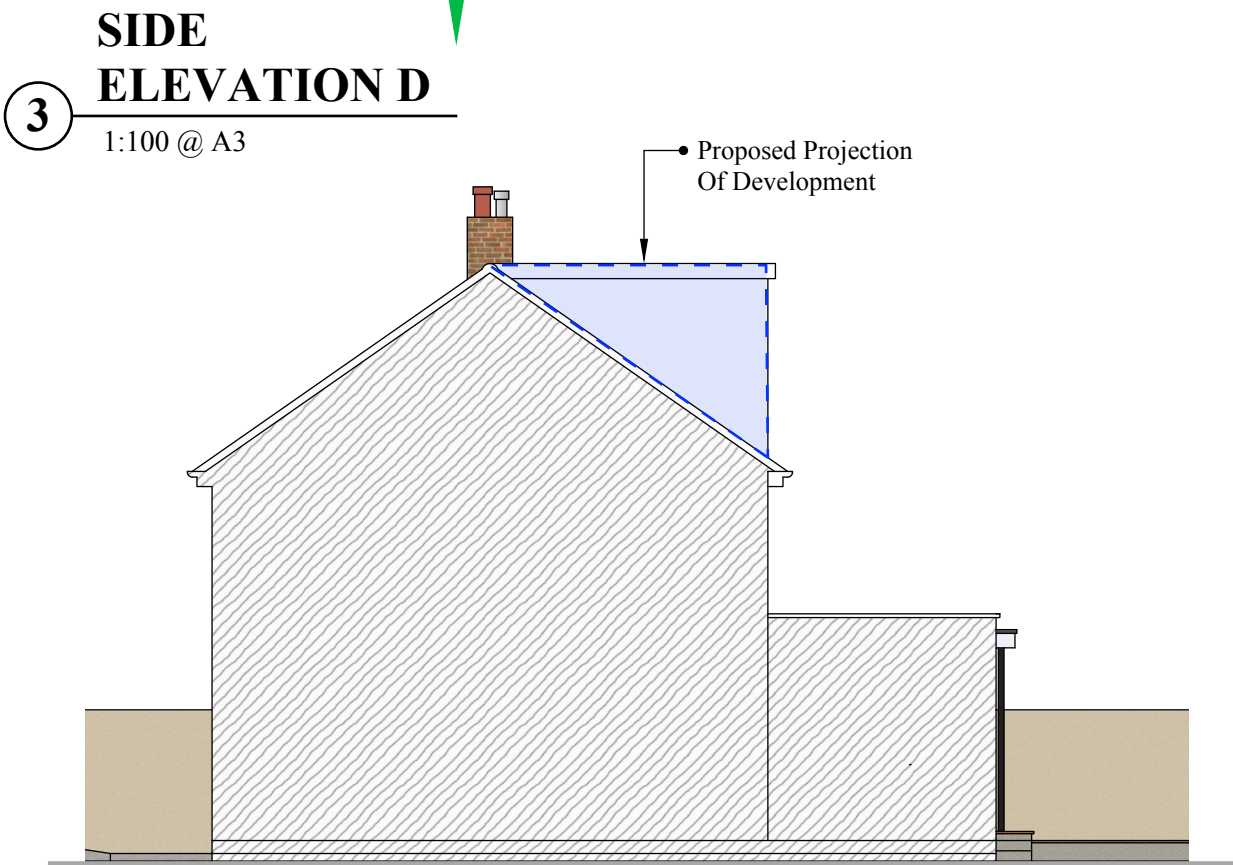 SIDE
ELEVATION D
3
1:100 @ A3
Proposed Projection
Of Development